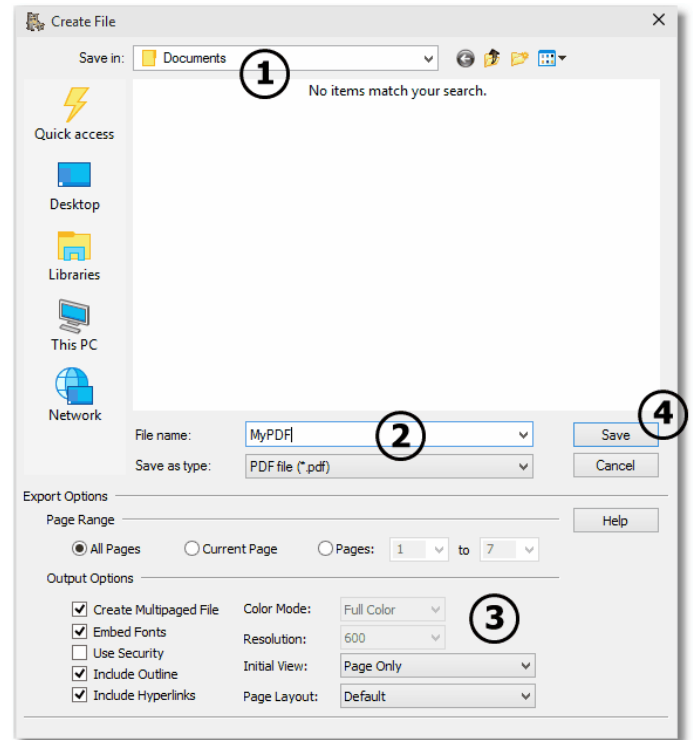 Create File
Save in: Documents
1
No items match your search.
Quick access
Desktop
Libraries
This PC
Network
4
File name: MyPDF 2 Save
Save as type: PDF file (*.pdf) Cancel
Export Options
Page Range Help
All Pages Current Page Pages: 1 to 7
Output Options
Create Multipaged File Color Mode: Full Color
3
Embed Fonts Resolution: 600
Use Security
Include Outline Initial View: Page Only
Include Hyperlinks Page Layout: Default